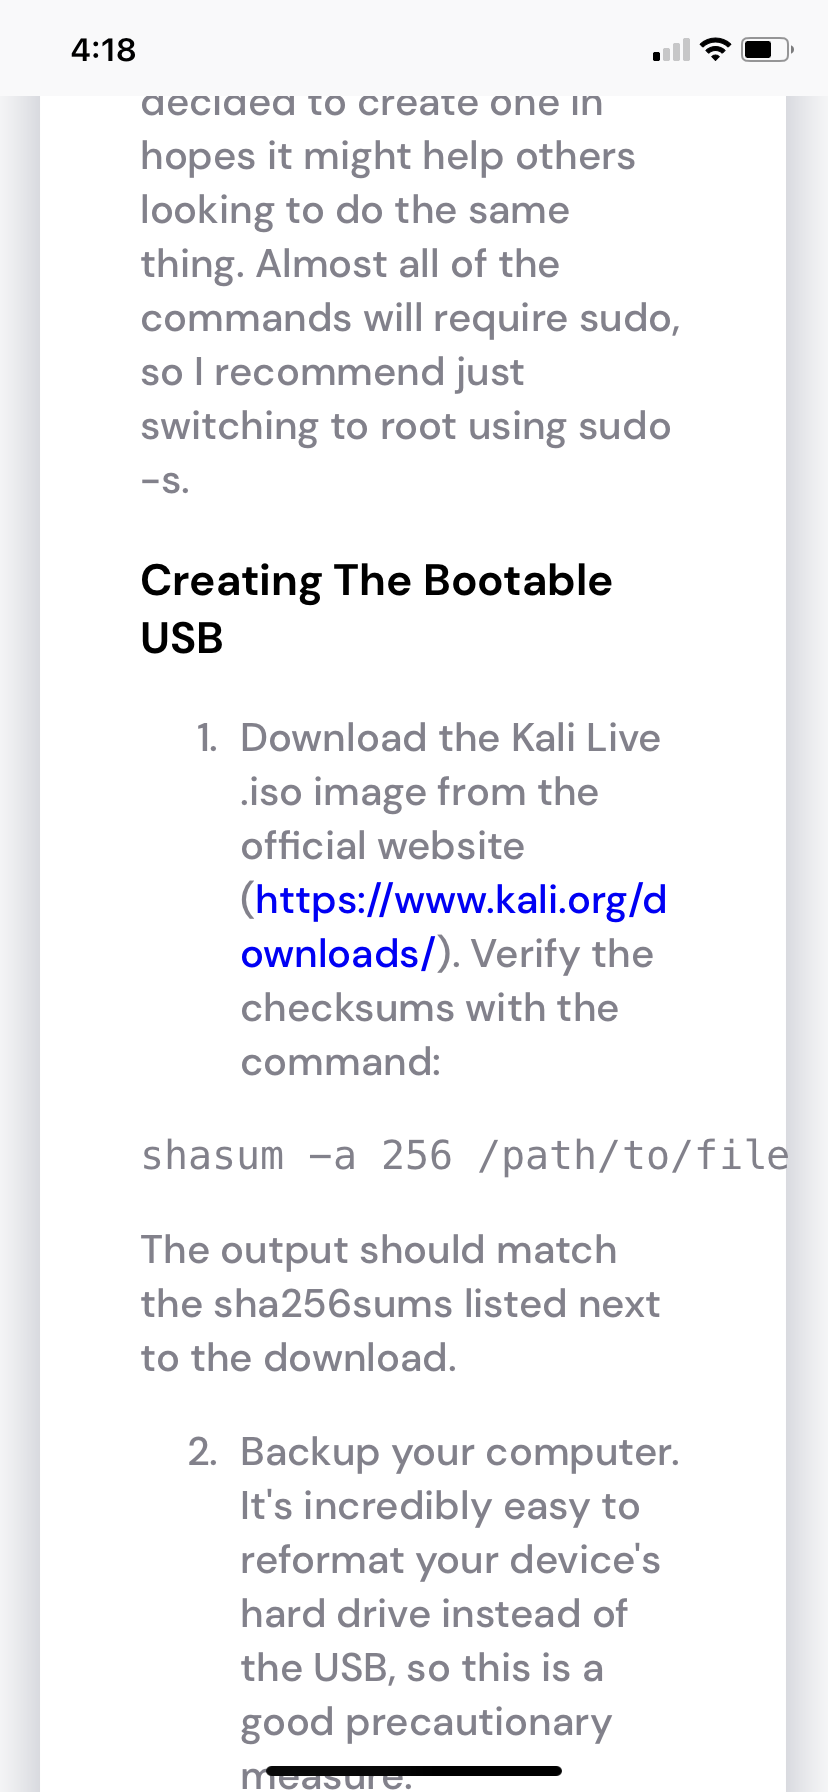 4:18
decided to create one in
hopes it might help others
looking to do the same
thing. Almost all of the
commands will require sudo,
so I recommend just
switching to root using sudo
-s.
Creating The Bootable
USB
1. Download the Kali Live
.iso image from the
official website
(https://www.kali.org/d
ownloads/). Verify the
checksums with the
command:
shasum -a 256 /path/to/file
The output should match
the sha256sums listed next
to the download.
2. Backup your computer.
It's incredibly easy to
reformat your device's
hard drive instead of
the USB, so this is a
good precautionary
measure.